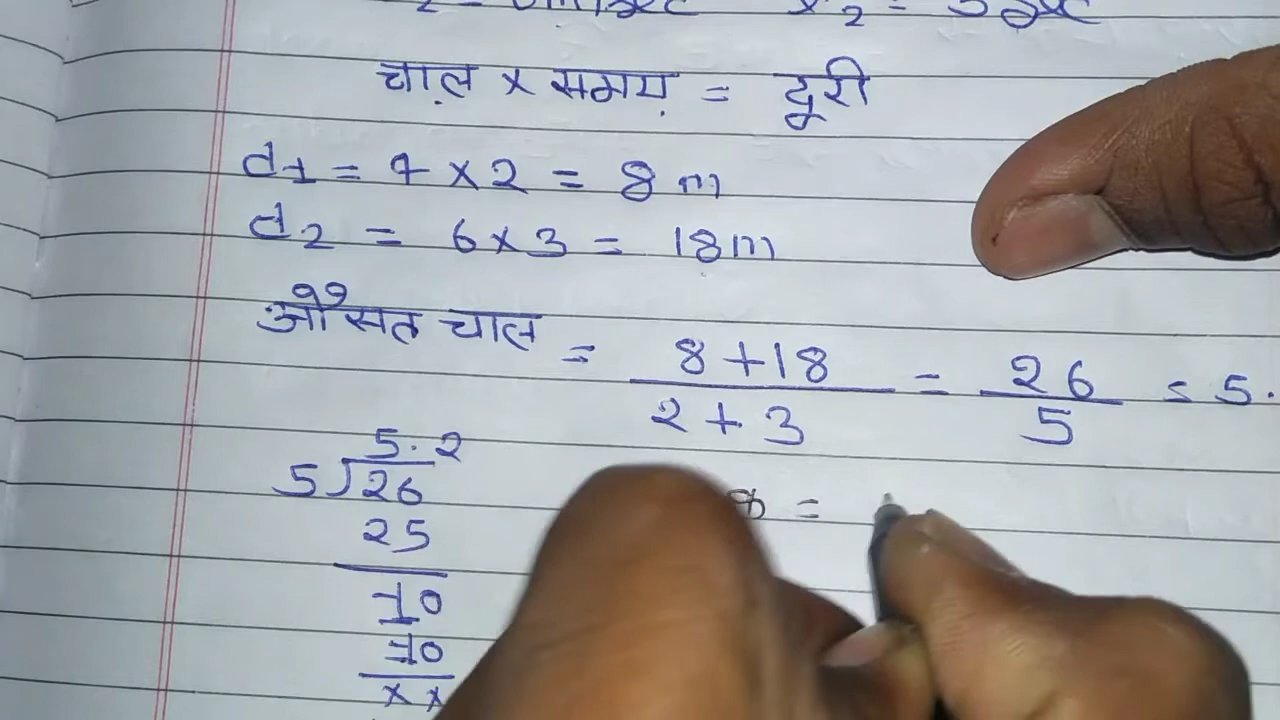 चाल × समय = दूरी
d1 = 4 × 2 = 8 m
d2 = 6 × 3 = 18 m
औसत चाल = 8 + 18 / 2 + 3 = 26 / 5 = 5.
5.2
5 √26
25
10
10
× ×